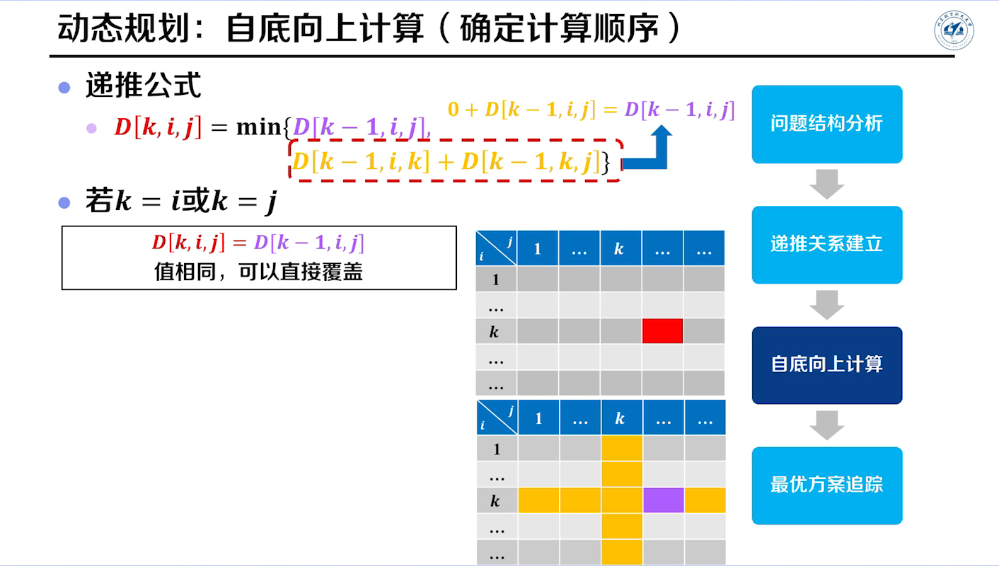 动态规划：自底向上计算（确定计算顺序）
递推公式
D[k, i, j] = min{D[k − 1, i, j],
0 + D[k − 1, i, j] = D[k − 1, i, j]
D[k − 1, i, k] + D[k − 1, k, j]}
若k = i或k = j
D[k, i, j] = D[k − 1, i, j]
值相同，可以直接覆盖
i j 1 … k … …
1
…
k
…
…
i j 1 … k … …
1
…
k
…
…
问题结构分析
递推关系建立
自底向上计算
最优方案追踪